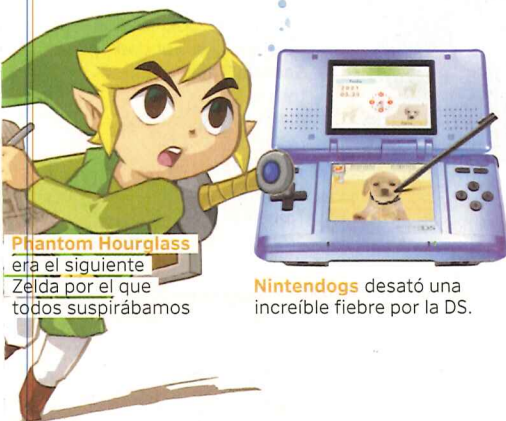 Phantom Hourglass
era el siguiente
Zelda por el que
todos suspirábamos
Nintendogs desató una
increíble fiebre por la DS.